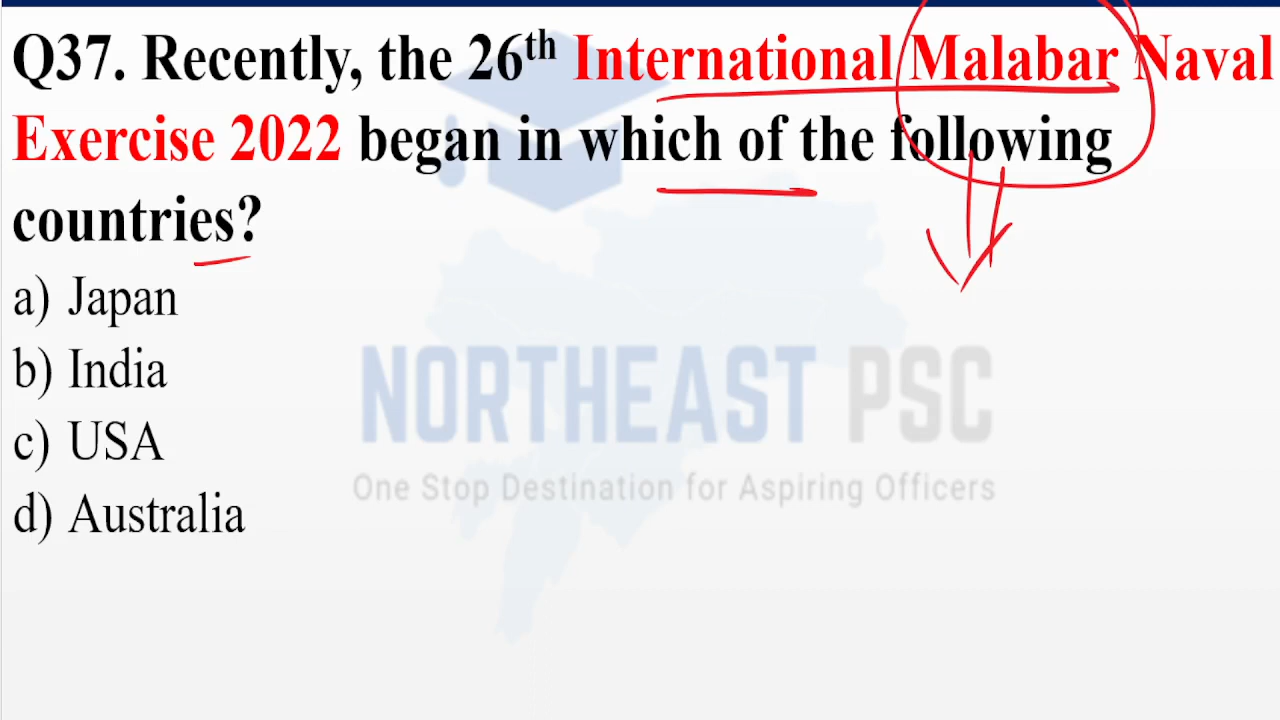 Q37. Recently, the 26th International Malabar Naval
Exercise 2022 began in which of the following
countries?
a) Japan
b) India
c) USA
d) Australia
NORTHEAST PSC
One Stop Destination for Aspiring Officers